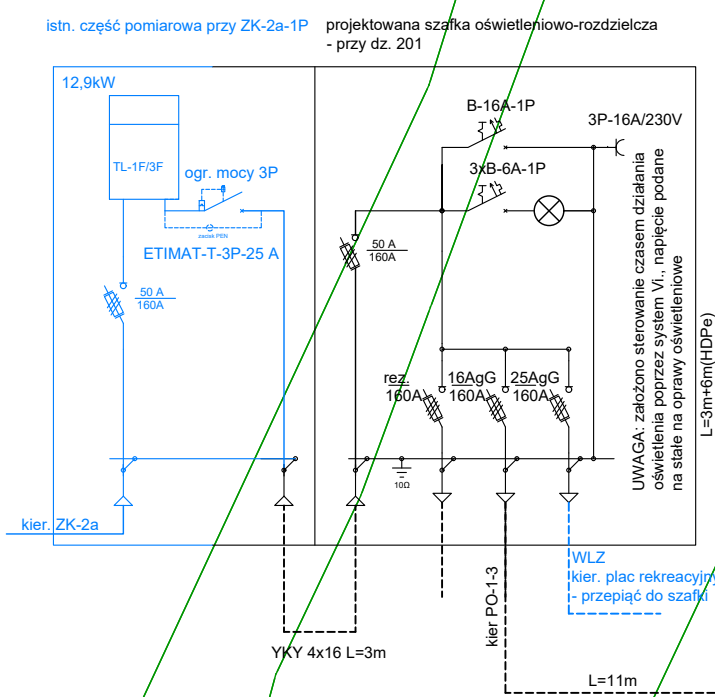 istn. część pomiarowa przy ZK-2a-1P
projektowana szafka oświetleniowo-rozdzielcza
- przy dz. 201
12,9kW
TL-1F/3F
ogr. mocy 3P
zacisk PEN
ETIMAT-T-3P-25 A
50 A
160A
kier. ZK-2a
B-16A-1P
3P-16A/230V
3xB-6A-1P
50 A
160A
rez.
160A
16AgG
160A
25AgG
160A
10Ω
UWAGA: założono sterowanie czasem działania
oświetlenia poprzez system Vi., napięcie podane
na stałe na oprawy oświetleniowe
L=3m+6m(HDPe)
WLZ
kier. plac rekreacyjny
- przepiąć do szafki
kier PO-1-3
YKY 4x16 L=3m
L=11m